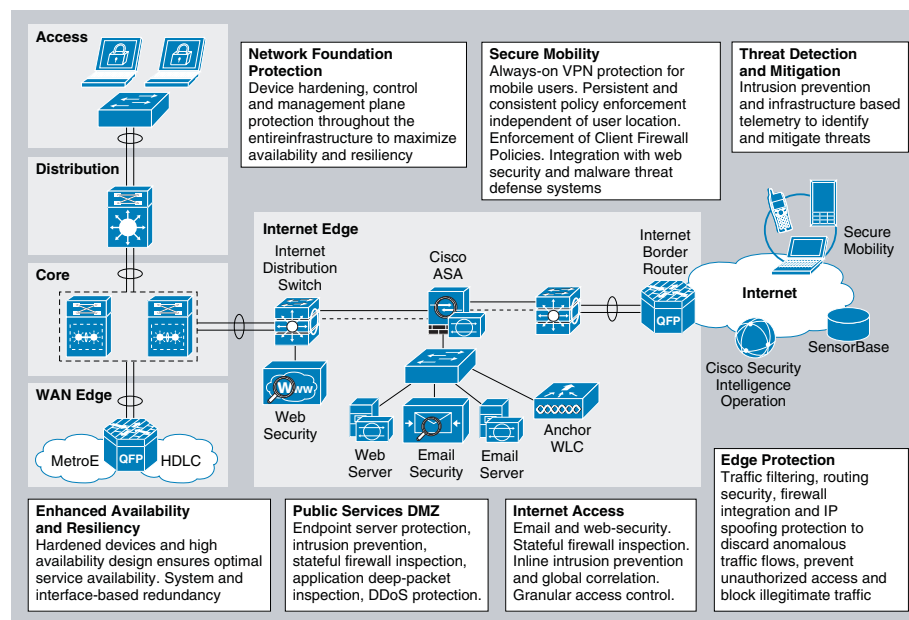 Access
Network Foundation
Protection
Device hardening, control
and management plane
protection throughout the
entireinfrastructure to maximize
availability and resiliency
Secure Mobility
Always-on VPN protection for
mobile users. Persistent and
consistent policy enforcement
independent of user location.
Enforcement of Client Firewall
Policies. Integration with web
security and malware threat
defense systems
Threat Detection
and Mitigation
Intrusion prevention
and infrastructure based
telemetry to identify
and mitigate threats
Distribution
Core
WAN Edge
MetroE
QFP
HDLC
Internet Edge
Internet
Distribution
Switch
Cisco
ASA
Internet
Border
Router
QFP
WWW
Web
Security
Web
Server
Email
Security
Email
Server
Anchor
WLC
Secure
Mobility
Internet
SensorBase
Cisco Security
Intelligence
Operation
Enhanced Availability
and Resiliency
Hardened devices and high
availability design ensures optimal
service availability. System and
interface-based redundancy
Public Services DMZ
Endpoint server protection,
intrusion prevention,
stateful firewall inspection,
application deep-packet
inspection, DDoS protection.
Internet Access
Email and web-security.
Stateful firewall inspection.
Inline intrusion prevention
and global correlation.
Granular access control.
Edge Protection
Traffic filtering, routing
security, firewall
integration and IP
spoofing protection to
discard anomalous
traffic flows, prevent
unauthorized access and
block illegitimate traffic